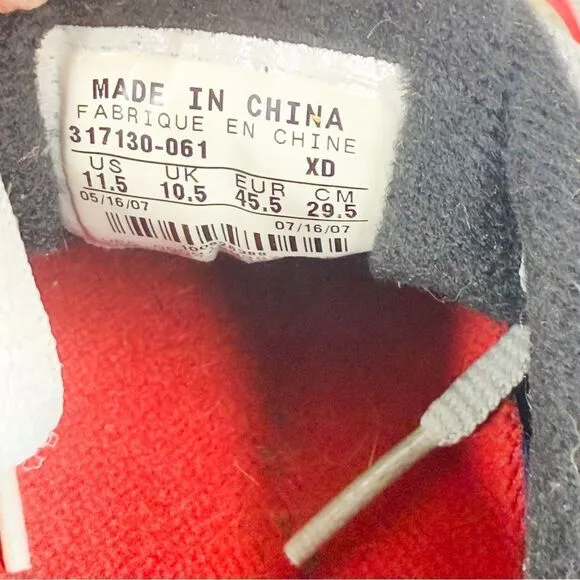 MADE IN CHINA
FABRIQUE EN CHINE
317130-061 XD
US UK EUR CM
11.5 10.5 45.5 29.5
05/16/07 07/16/07